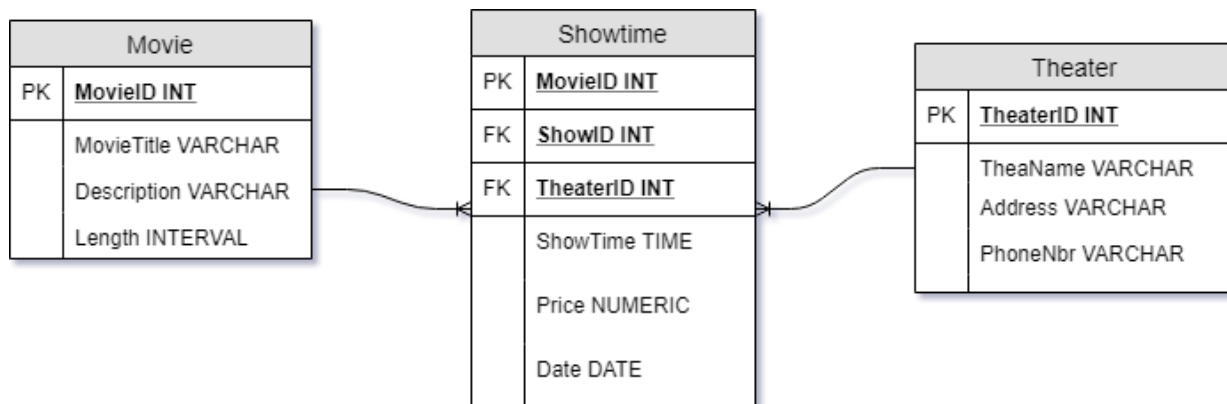 Movie
PK MovieID INT
MovieTitle VARCHAR
Description VARCHAR
Length INTERVAL
Showtime
PK MovieID INT
FK ShowID INT
FK TheaterID INT
ShowTime TIME
Price NUMERIC
Date DATE
Theater
PK TheaterID INT
TheaName VARCHAR
Address VARCHAR
PhoneNbr VARCHAR